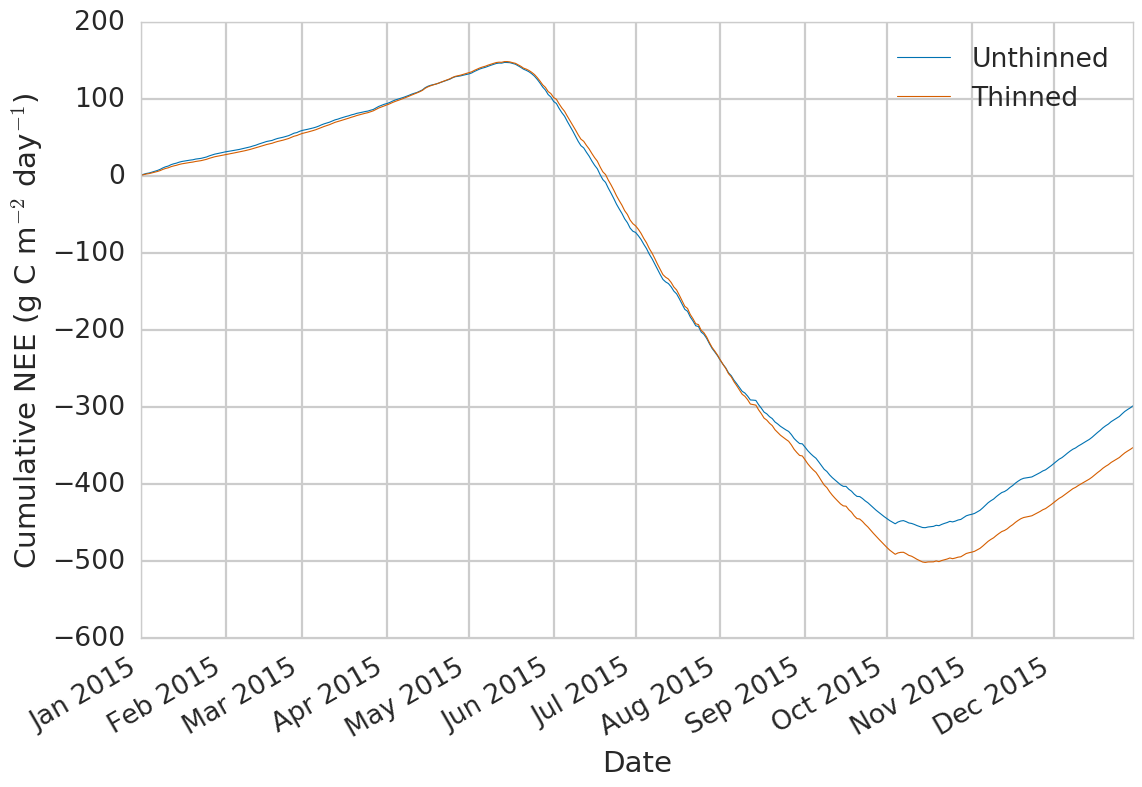 200
100
0
−100
−200
−300
−400
−500
−600
Cumulative NEE (g C m⁻² day⁻¹)
Unthinned
Thinned
Jan 2015
Feb 2015
Mar 2015
Apr 2015
May 2015
Jun 2015
Jul 2015
Aug 2015
Sep 2015
Oct 2015
Nov 2015
Dec 2015
Date